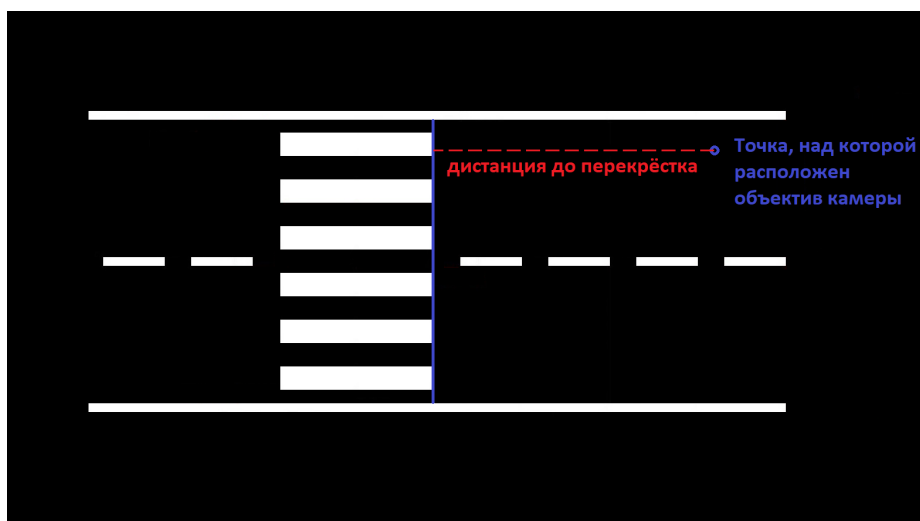 Точка, над которой
дистанция до перекрёстка
расположен
объектив камеры